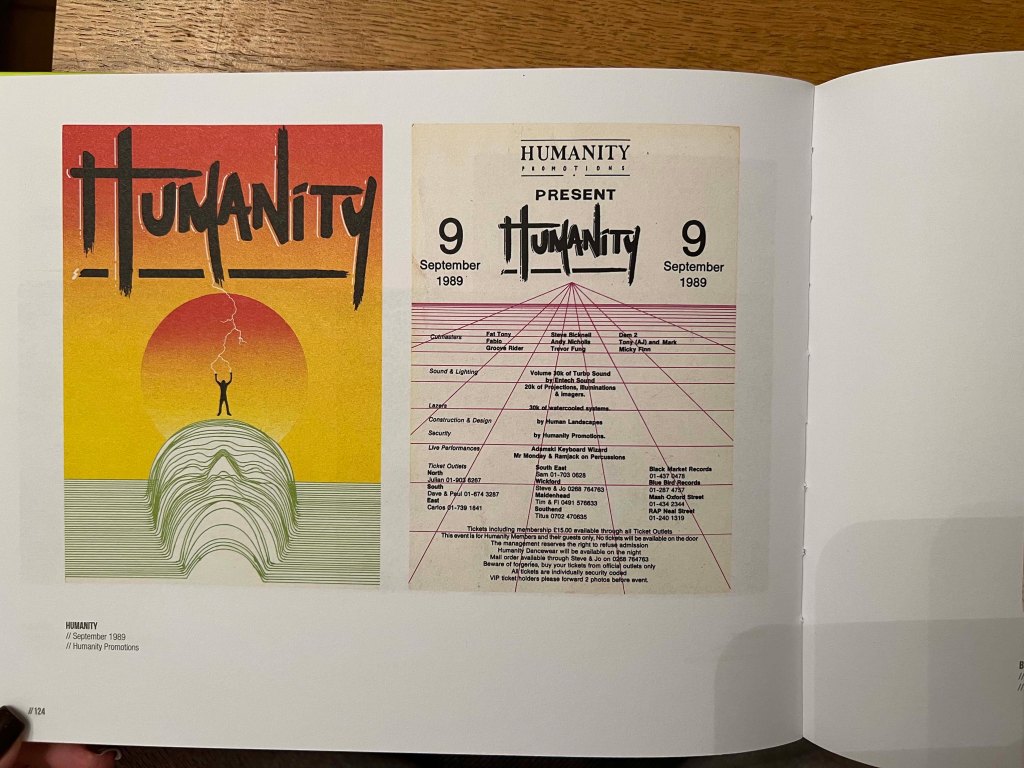 HUMANITY
HUMANITY
PROMOTIONS
PRESENT
9
September
1989
HUMANITY
9
September
1989
Cutmasters
Fat Tony
Fabio
Groove Rider
Steve Bicknell
Andy Nicholls
Trevor Fung
Dem 2
Tony (AJ) and Mark
Micky Finn
Sound & Lighting
Volume 30k of Turbo Sound
by Entech Sound
20k of Projections, Illuminations
& Imagers.
Lazers
30k of watercooled systems.
Construction & Design
by Human Landscapes
Security
by Humanity Promotions.
Live Performances
Adamski Keyboard Wizard
Mr Monday & Ramjack on Percussions
Ticket Outlets
North
Julian 01-903 6267
South
Dave & Paul 01-674 3287
East
Carlos 01-739 1841
South East
Sam 01-703 0628
Wickford
Steve & Jo 0268 764763
Maidenhead
Tim & Fi 0491 576633
Southend
Titus 0702 470635
Black Market Records
01-437 0478
Blue Bird Records
01-287 4757
Mash Oxford Street
01-434 2344
RAP Neal Street
01-240 1319
Tickets including membership £15.00 available through all Ticket Outlets
This event is for Humanity Members and their guests only, No tickets will be available on the door
The management reserves the right to refuse admission
Humanity Dancewear will be available on the night
Mail order available through Steve & Jo on 0268 764763
Beware of forgeries, buy your tickets from official outlets only
All tickets are individually security coded
VIP ticket holders please forward 2 photos before event.
HUMANITY
// September 1989
// Humanity Promotions
//124
B
//
//